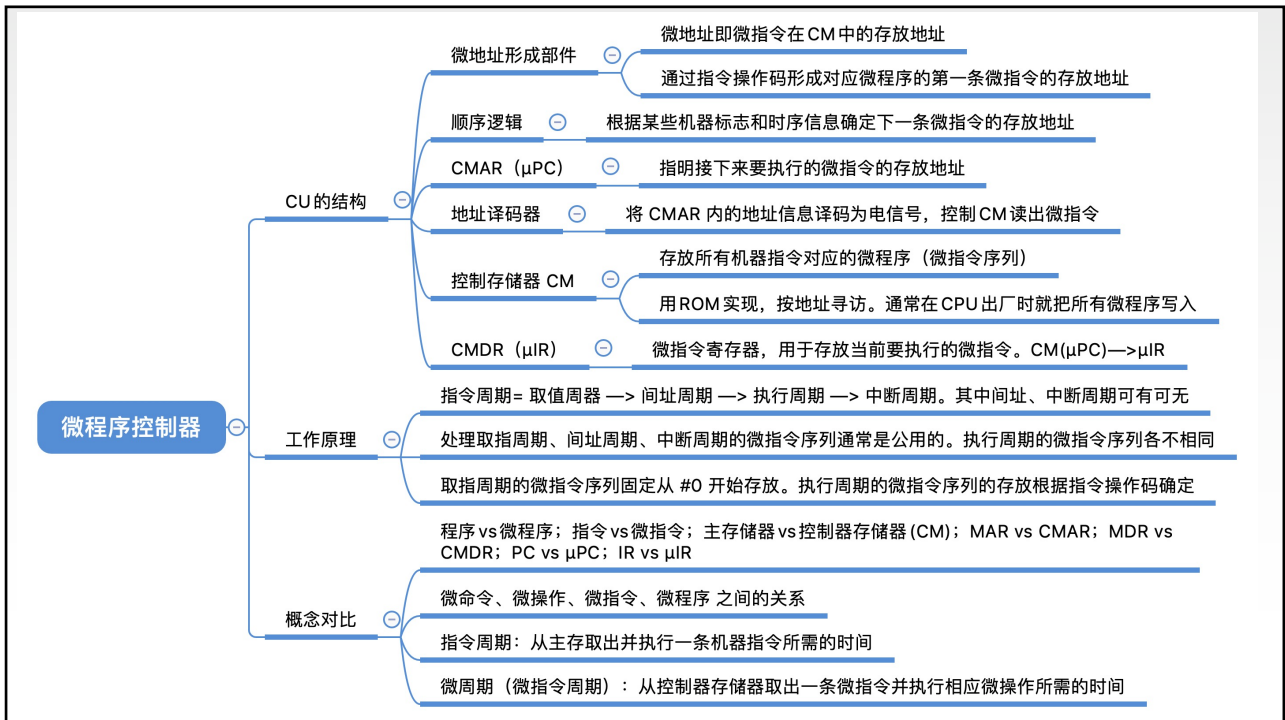 微程序控制器
CU的结构
微地址形成部件
微地址即微指令在CM中的存放地址
通过指令操作码形成对应微程序的第一条微指令的存放地址
顺序逻辑
根据某些机器标志和时序信息确定下一条微指令的存放地址
CMAR（μPC）
指明接下来要执行的微指令的存放地址
地址译码器
将 CMAR 内的地址信息译码为电信号，控制CM读出微指令
控制存储器 CM
存放所有机器指令对应的微程序（微指令序列）
用ROM实现，按地址寻访。通常在CPU出厂时就把所有微程序写入
CMDR（μIR）
微指令寄存器，用于存放当前要执行的微指令。CM(μPC)—>μIR
工作原理
指令周期= 取值周器 —> 间址周期 —> 执行周期 —> 中断周期。其中间址、中断周期可有可无
处理取指周期、间址周期、中断周期的微指令序列通常是公用的。执行周期的微指令序列各不相同
取指周期的微指令序列固定从 #0 开始存放。执行周期的微指令序列的存放根据指令操作码确定
概念对比
程序vs微程序；指令vs微指令；主存储器vs控制器存储器(CM)；MAR vs CMAR；MDR vs
CMDR；PC vs μPC；IR vs μIR
微命令、微操作、微指令、微程序 之间的关系
指令周期：从主存取出并执行一条机器指令所需的时间
微周期（微指令周期）：从控制器存储器取出一条微指令并执行相应微操作所需的时间